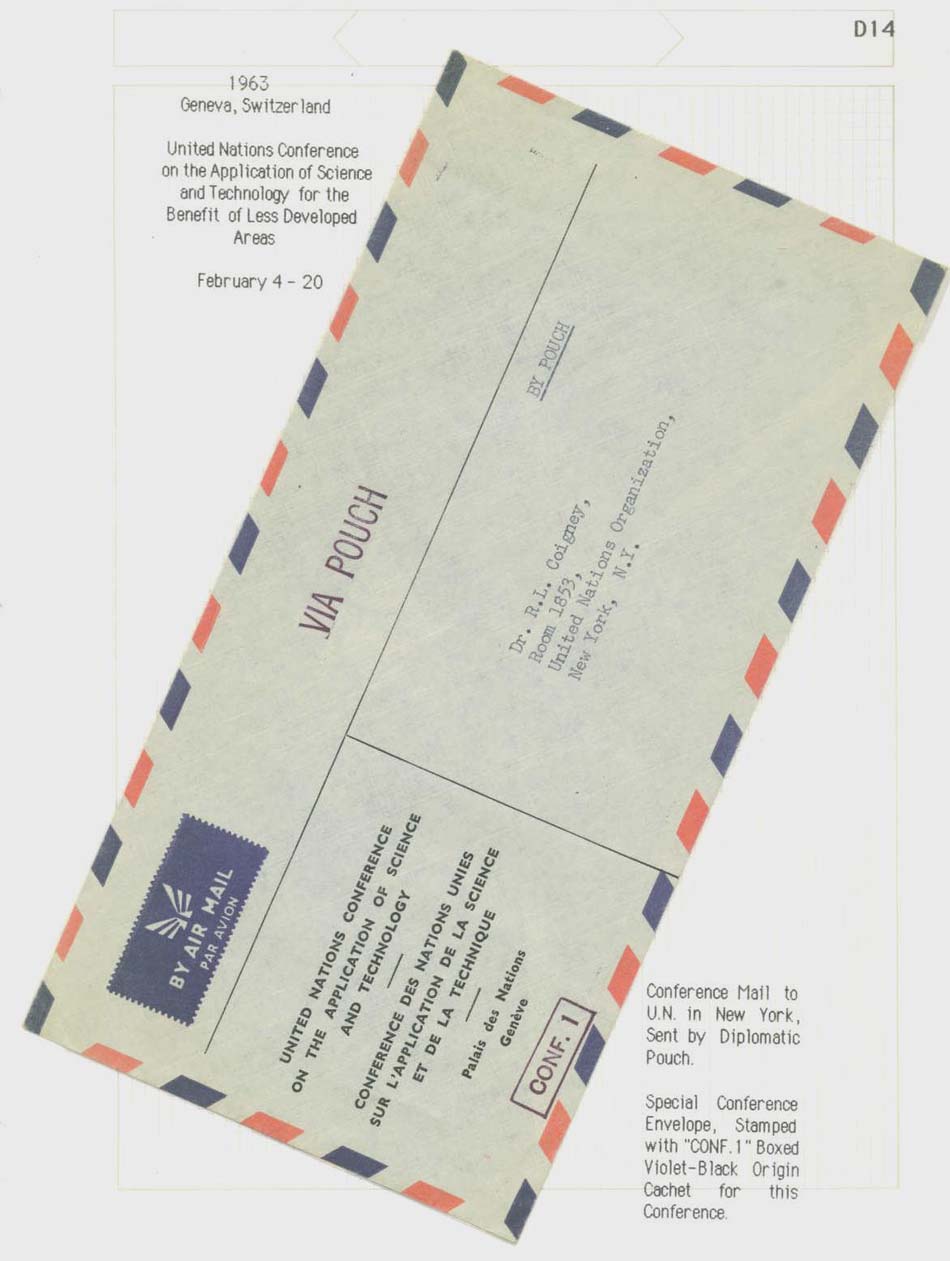 D14
1963
Geneva, Switzerland
United Nations Conference
on the Application of Science
and Technology for the
Benefit of Less Developed
Areas
February 4 - 20
BY POUCH
Dr. R.L. Coigney,
Room 1853,
United Nations Organization,
New York, N.Y.
VIA POUCH
BY AIR MAIL
PAR AVION
UNITED NATIONS CONFERENCE
ON THE APPLICATION OF SCIENCE
AND TECHNOLOGY
CONFERENCE DES NATIONS UNIES
SUR L'APPLICATION DE LA SCIENCE
ET DE LA TECHNIQUE
Palais des Nations
Genève
CONF. 1
Conference Mail to
U.N. in New York,
Sent by Diplomatic
Pouch.
Special Conference
Envelope, Stamped
with "CONF.1" Boxed
Violet-Black Origin
Cachet for this
Conference.